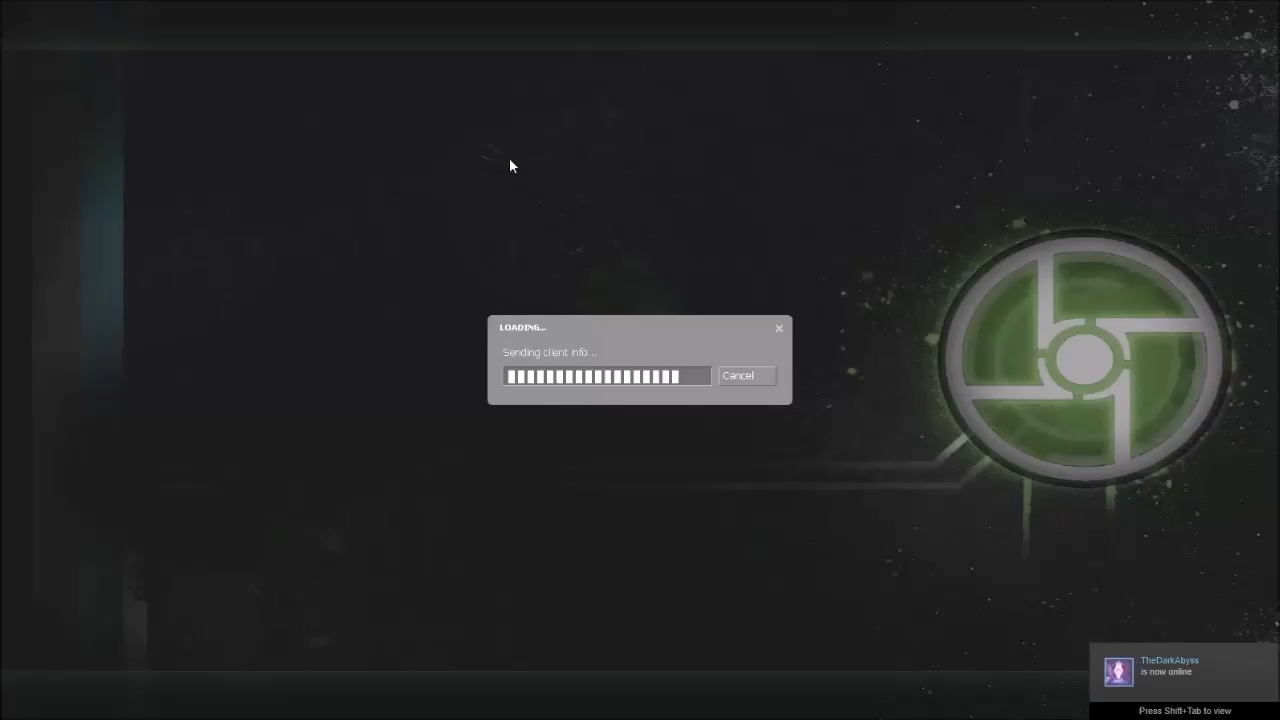 LOADING...
Sending client info...
Cancel
TheDarkAbyss
is now online
Press Shift+Tab to view